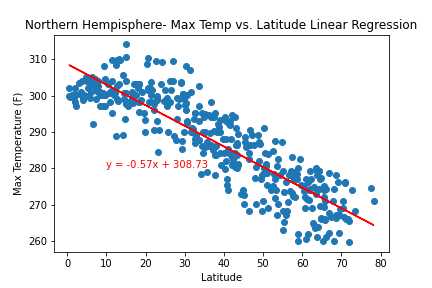 Northern Hempisphere- Max Temp vs. Latitude Linear Regression
Max Temperature (F)
310
300
290
280
270
260
y = -0.57x + 308.73
0 10 20 30 40 50 60 70 80
Latitude